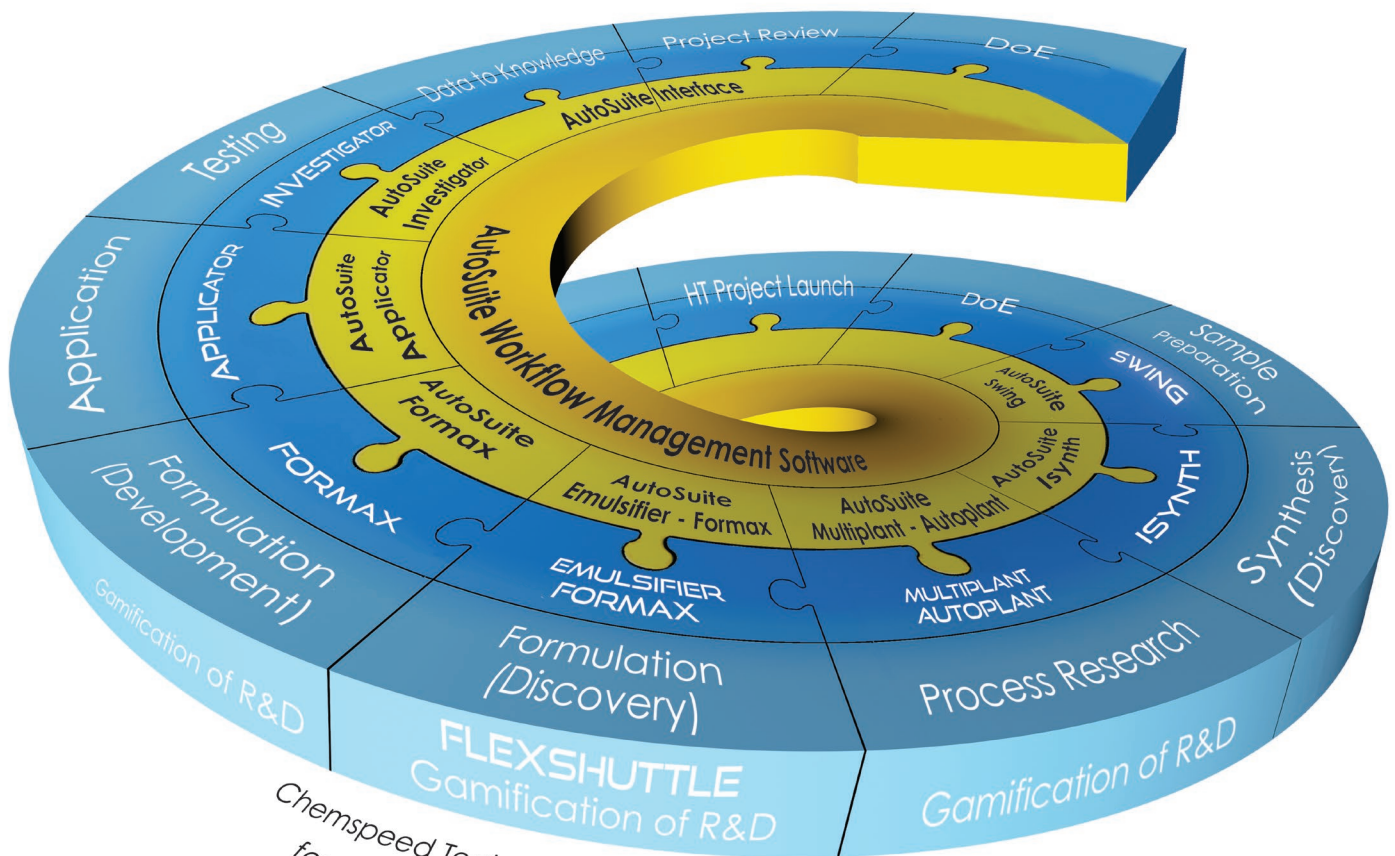 DoE
Project Review
Data to Knowledge
Testing
Application
Formulation
(Development)
Formulation
(Discovery)
Process Research
Synthesis
(Discovery)
Sample
Preparation
DoE
HT Project Launch
INVESTIGATOR
APPLICATOR
FORMAX
EMULSIFIER
FORMAX
MULTIPLANT
AUTOPLANT
ISYNTH
SWING
AutoSuite Interface
AutoSuite
Investigator
AutoSuite
Applicator
AutoSuite
Formax
AutoSuite
Emulsifier - Formax
AutoSuite
Multiplant - Autoplant
AutoSuite
Isynth
AutoSuite
Swing
AutoSuite Workflow Management Software
Gamification of R&D
FLEXSHUTTLE
Gamification of R&D
Gamification of R&D
Chemspeed